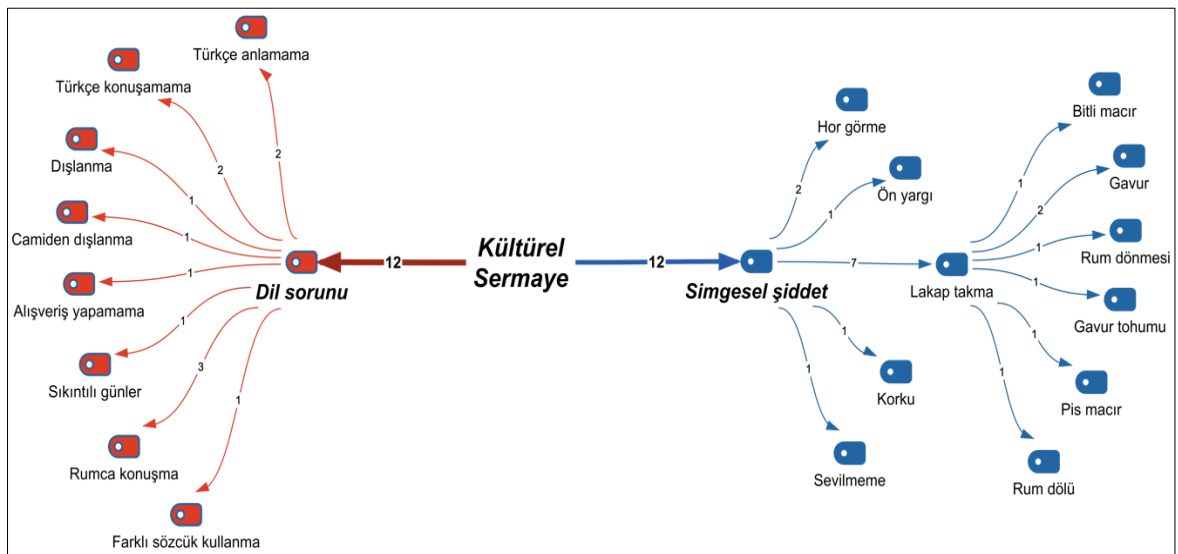 Türkçe anlamama
Türkçe konuşamama
Dışlanma
Camiden dışlanma
Alışveriş yapamama
Sıkıntılı günler
Rumca konuşma
Farklı sözcük kullanma
2
2
1
1
1
1
3
1
Dil sorunu
12
Kültürel
Sermaye
12
Simgesel şiddet
Hor görme
Ön yargı
2
1
7
1
1
Korku
Sevilmeme
Lakap takma
Bitli macır
Gavur
Rum dönmesi
Gavur tohumu
Pis macır
Rum dölü
1
2
1
1
1
1